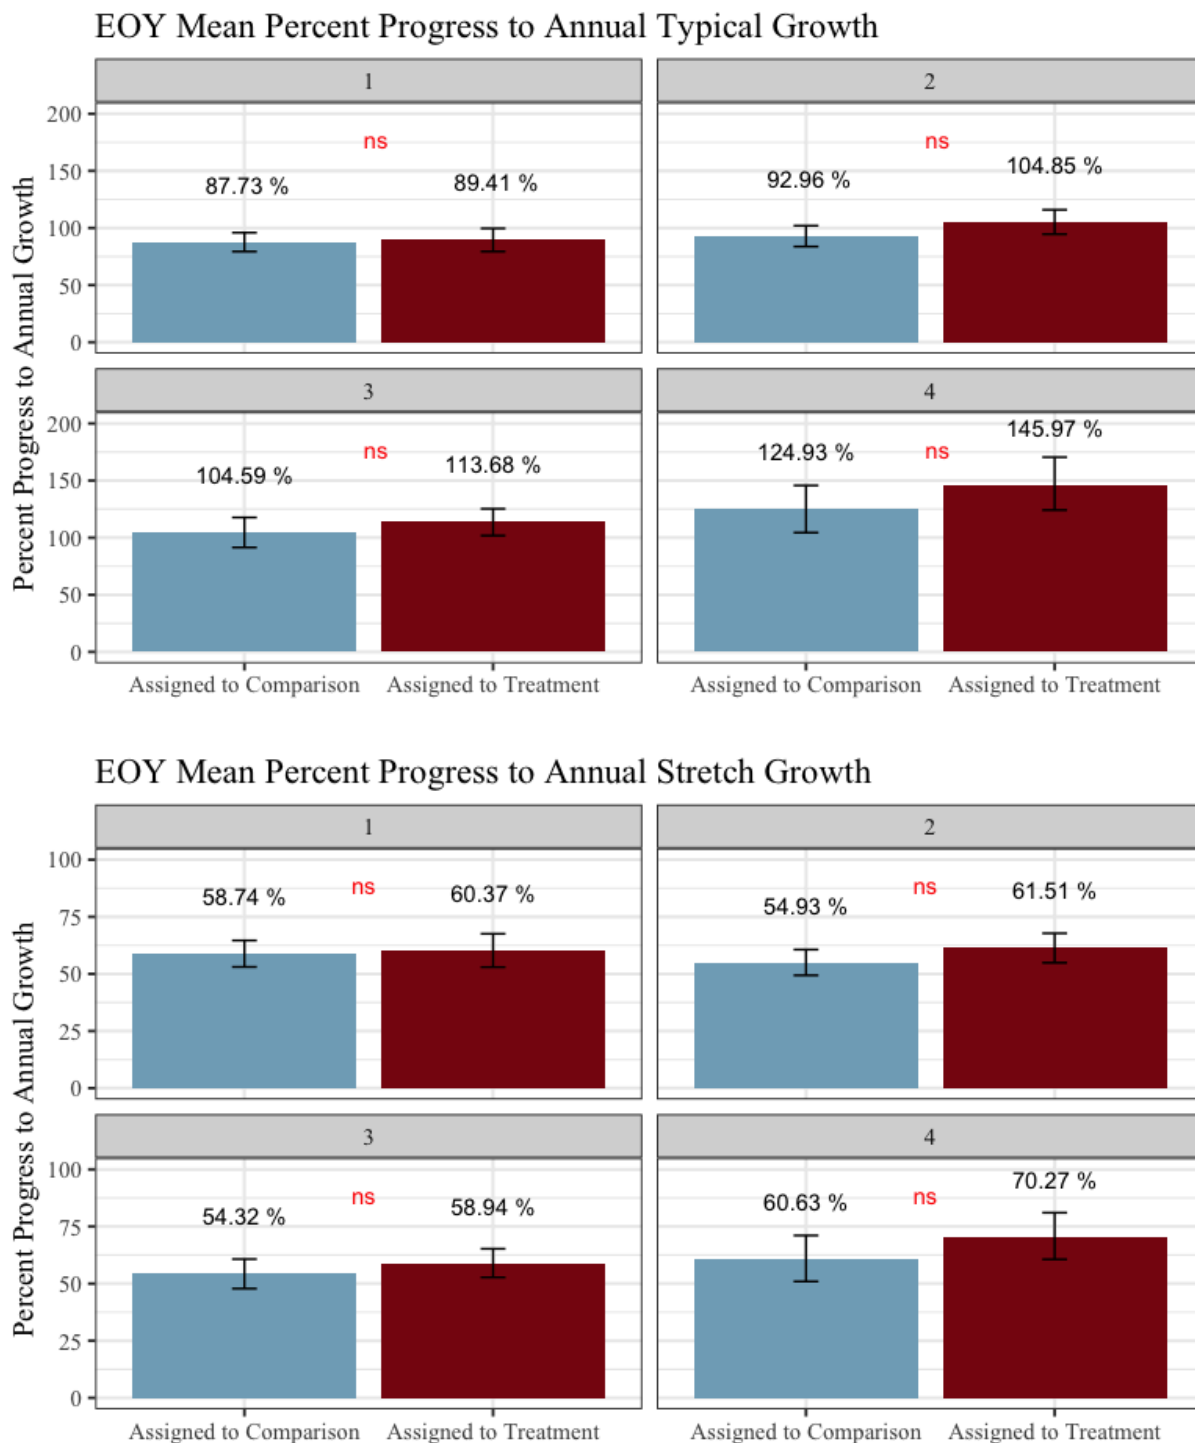 EOY Mean Percent Progress to Annual Typical Growth
Percent Progress to Annual Growth
1
2
200
150
100
50
0
ns
87.73 %
89.41 %
ns
92.96 %
104.85 %
3
4
200
150
100
50
0
ns
104.59 %
113.68 %
ns
124.93 %
145.97 %
Assigned to Comparison
Assigned to Treatment
Assigned to Comparison
Assigned to Treatment
EOY Mean Percent Progress to Annual Stretch Growth
Percent Progress to Annual Growth
1
2
100
75
50
25
0
ns
58.74 %
60.37 %
ns
54.93 %
61.51 %
3
4
100
75
50
25
0
ns
54.32 %
58.94 %
ns
60.63 %
70.27 %
Assigned to Comparison
Assigned to Treatment
Assigned to Comparison
Assigned to Treatment